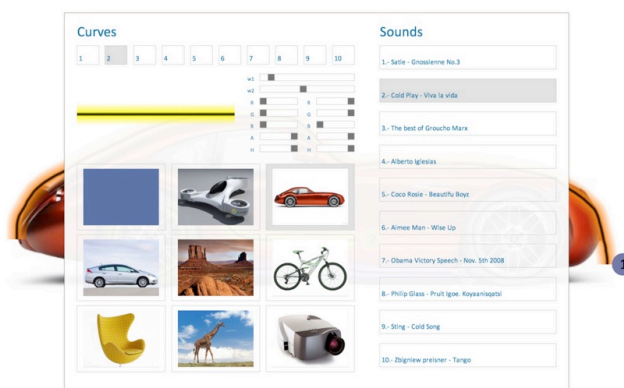 Curves
1 2 3 4 5 6 7 8 9 10
w1
w2
R R
G G
B B
A A
H H
Sounds
1.- Satie - Gnossienne No.3
2.- Cold Play - Viva la vida
3.- The best of Groucho Marx
4.- Alberto Iglesias
5.- Coco Rosie - Beautifu Boyz
6.- Aimee Man - Wise Up
7.- Obama Victory Speech - Nov. 5th 2008
8.- Philip Glass - Pruit Igoe. Koyaanisqatsi
9.- Sting - Cold Song
10.- Zbigniew preisner - Tango
1